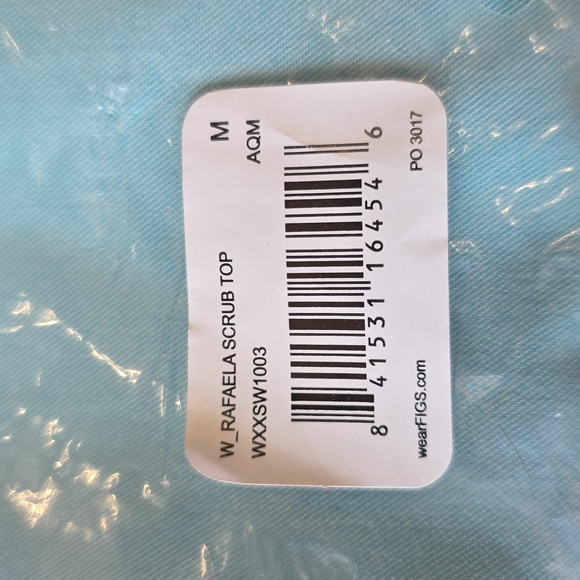 W_RAFAELA SCRUB TOP M
WXXSW1003 AQM
8 41531 16454 6
wearFIGS.com PO 3017